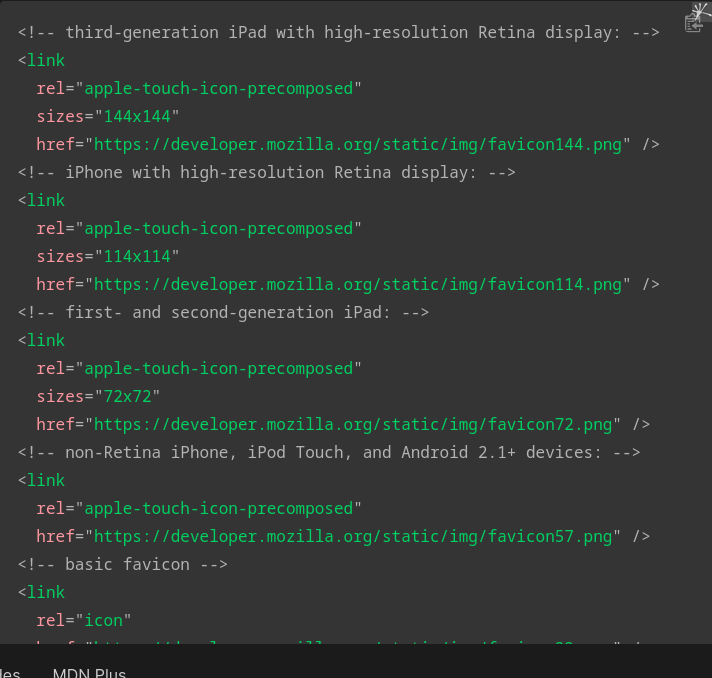 <!-- third-generation iPad with high-resolution Retina display: -->
<link
rel="apple-touch-icon-precomposed"
sizes="144x144"
href="https://developer.mozilla.org/static/img/favicon144.png" />
<!-- iPhone with high-resolution Retina display: -->
<link
rel="apple-touch-icon-precomposed"
sizes="114x114"
href="https://developer.mozilla.org/static/img/favicon114.png" />
<!-- first- and second-generation iPad: -->
<link
rel="apple-touch-icon-precomposed"
sizes="72x72"
href="https://developer.mozilla.org/static/img/favicon72.png" />
<!-- non-Retina iPhone, iPod Touch, and Android 2.1+ devices: -->
<link
rel="apple-touch-icon-precomposed"
href="https://developer.mozilla.org/static/img/favicon57.png" />
<!-- basic favicon -->
<link
rel="icon"
MDN Plus